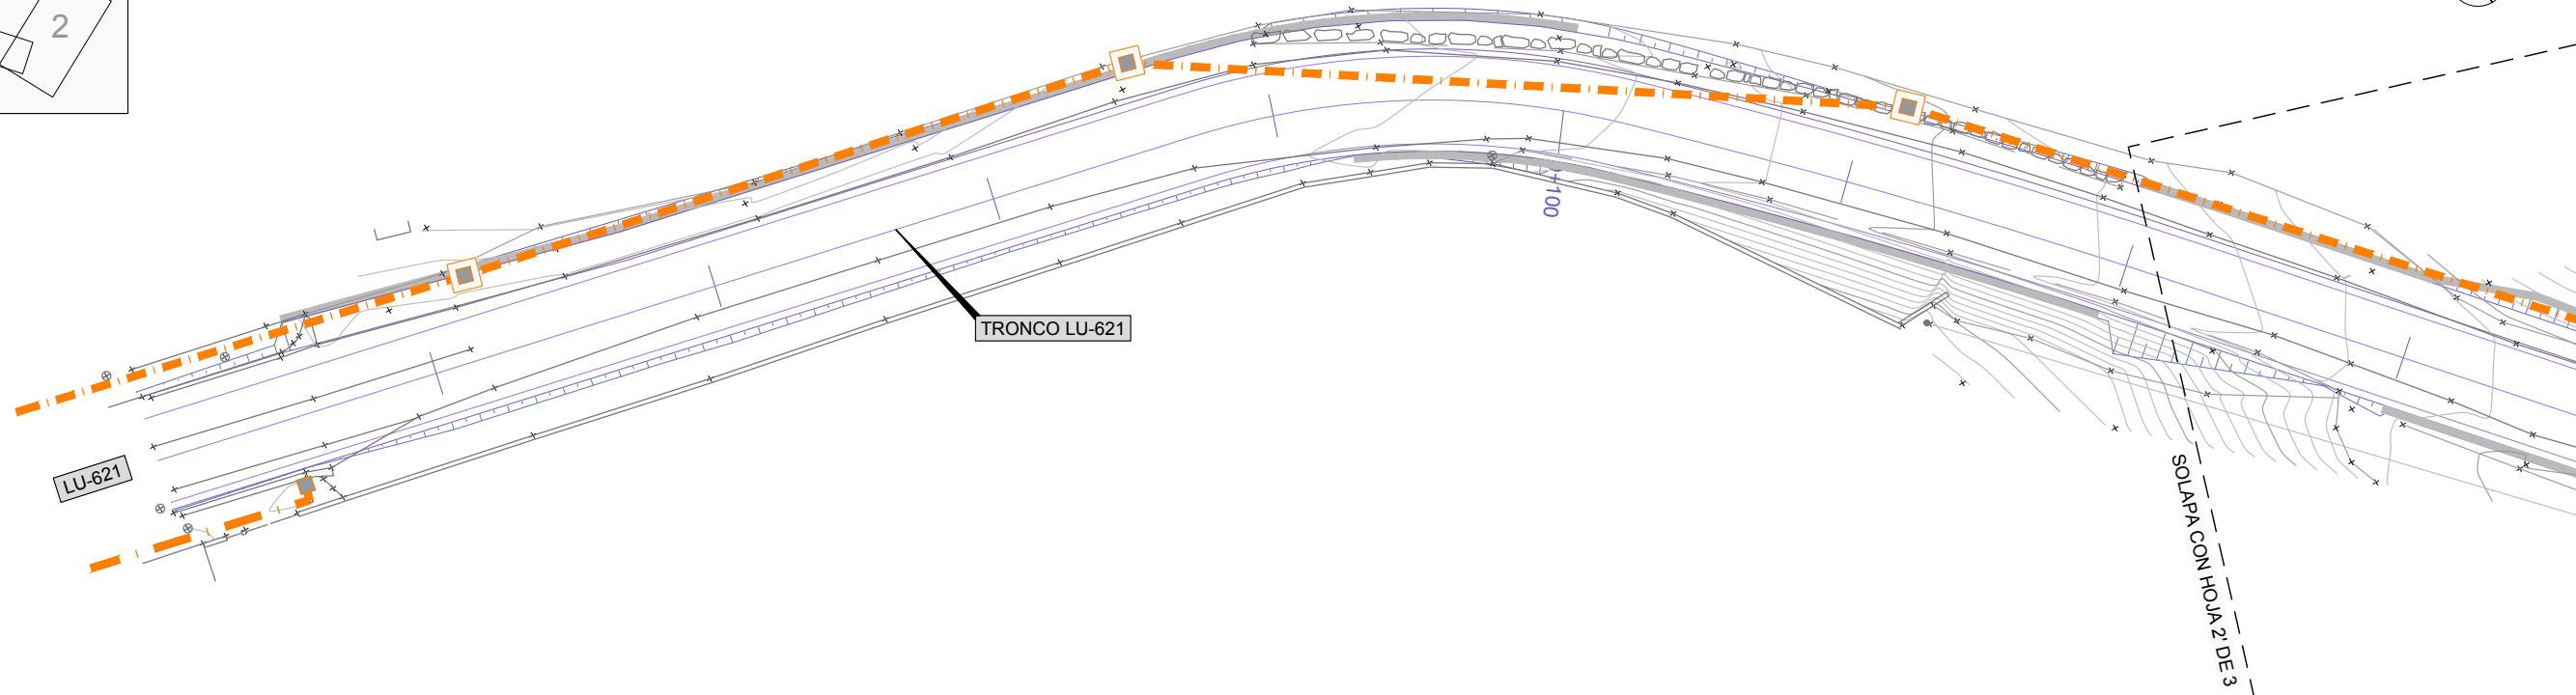 2
+100
TRONCO LU-621
LU-621
SOLAPA CON HOJA 2' DE 3